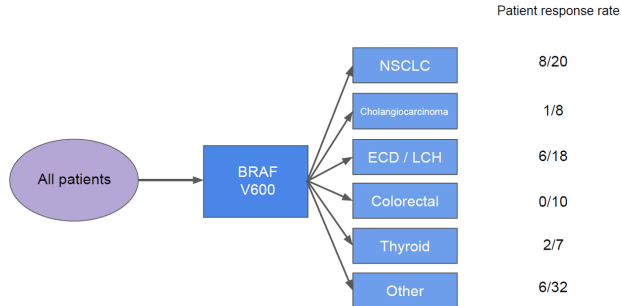 Patient response rate
NSCLC 8/20
Cholangiocarcinoma 1/8
ECD / LCH 6/18
All patients
BRAF
V600
Colorectal 0/10
Thyroid 2/7
Other 6/32